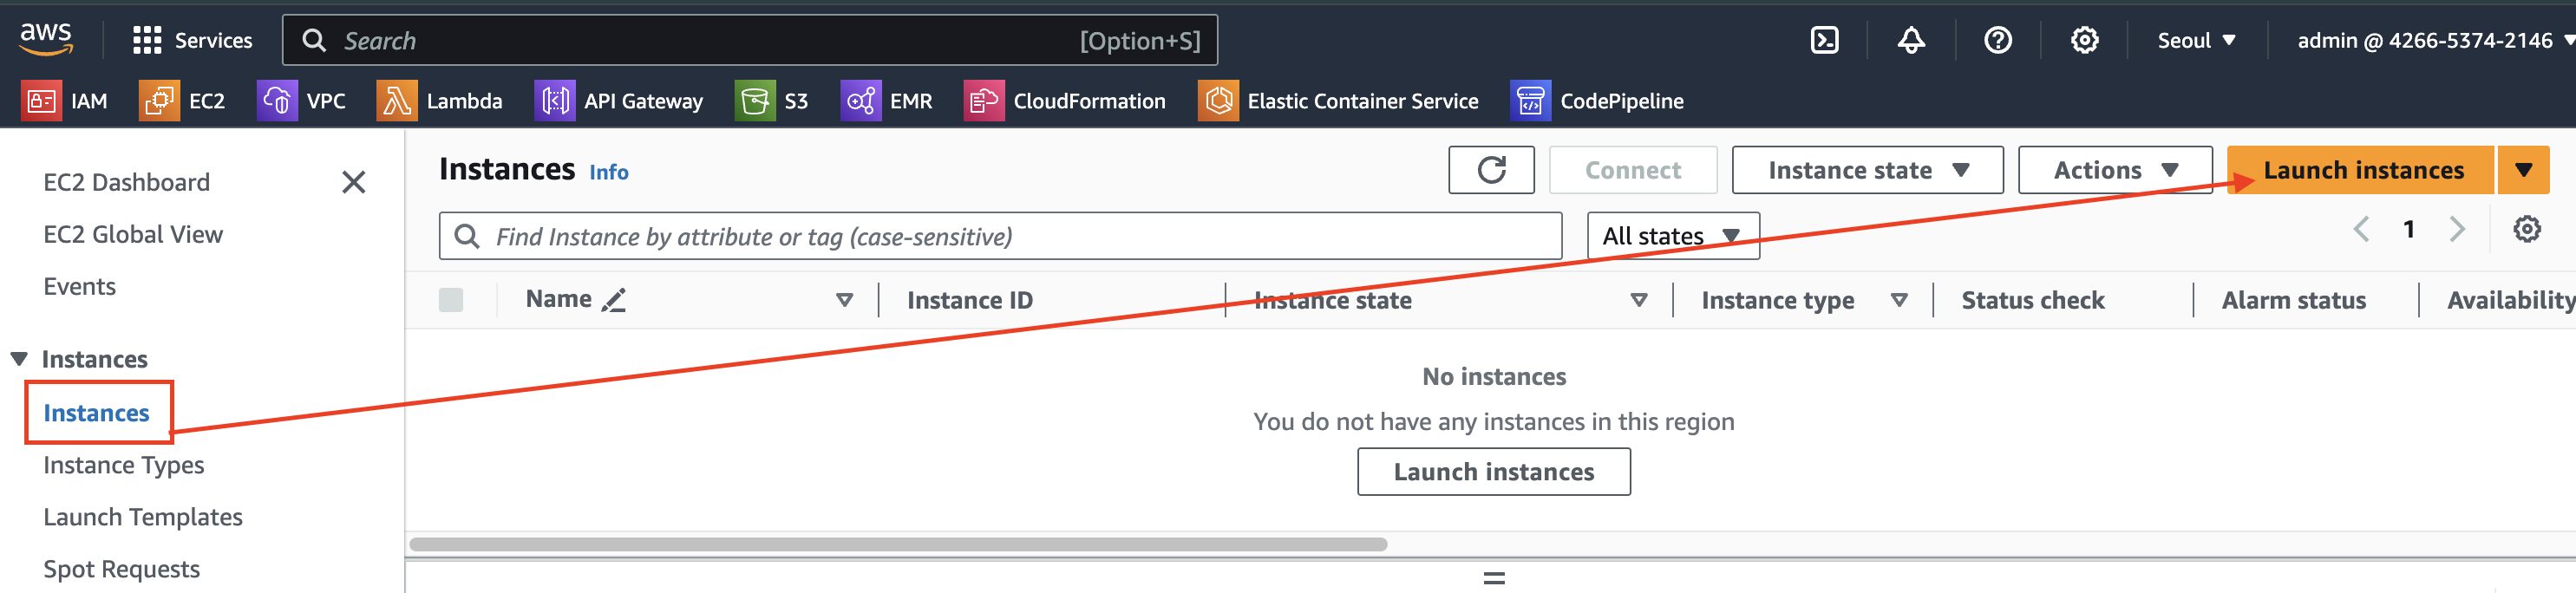 aws Services Search [Option+S] Seoul admin @ 4266-5374-2146
IAM EC2 VPC Lambda API Gateway S3 EMR CloudFormation Elastic Container Service CodePipeline
EC2 Dashboard
EC2 Global View
Events
Instances
Instances
Instance Types
Launch Templates
Spot Requests
Instances Info Connect Instance state Actions Launch instances
Find Instance by attribute or tag (case-sensitive) All states 1
Name Instance ID Instance state Instance type Status check Alarm status Availability
No instances
You do not have any instances in this region
Launch instances